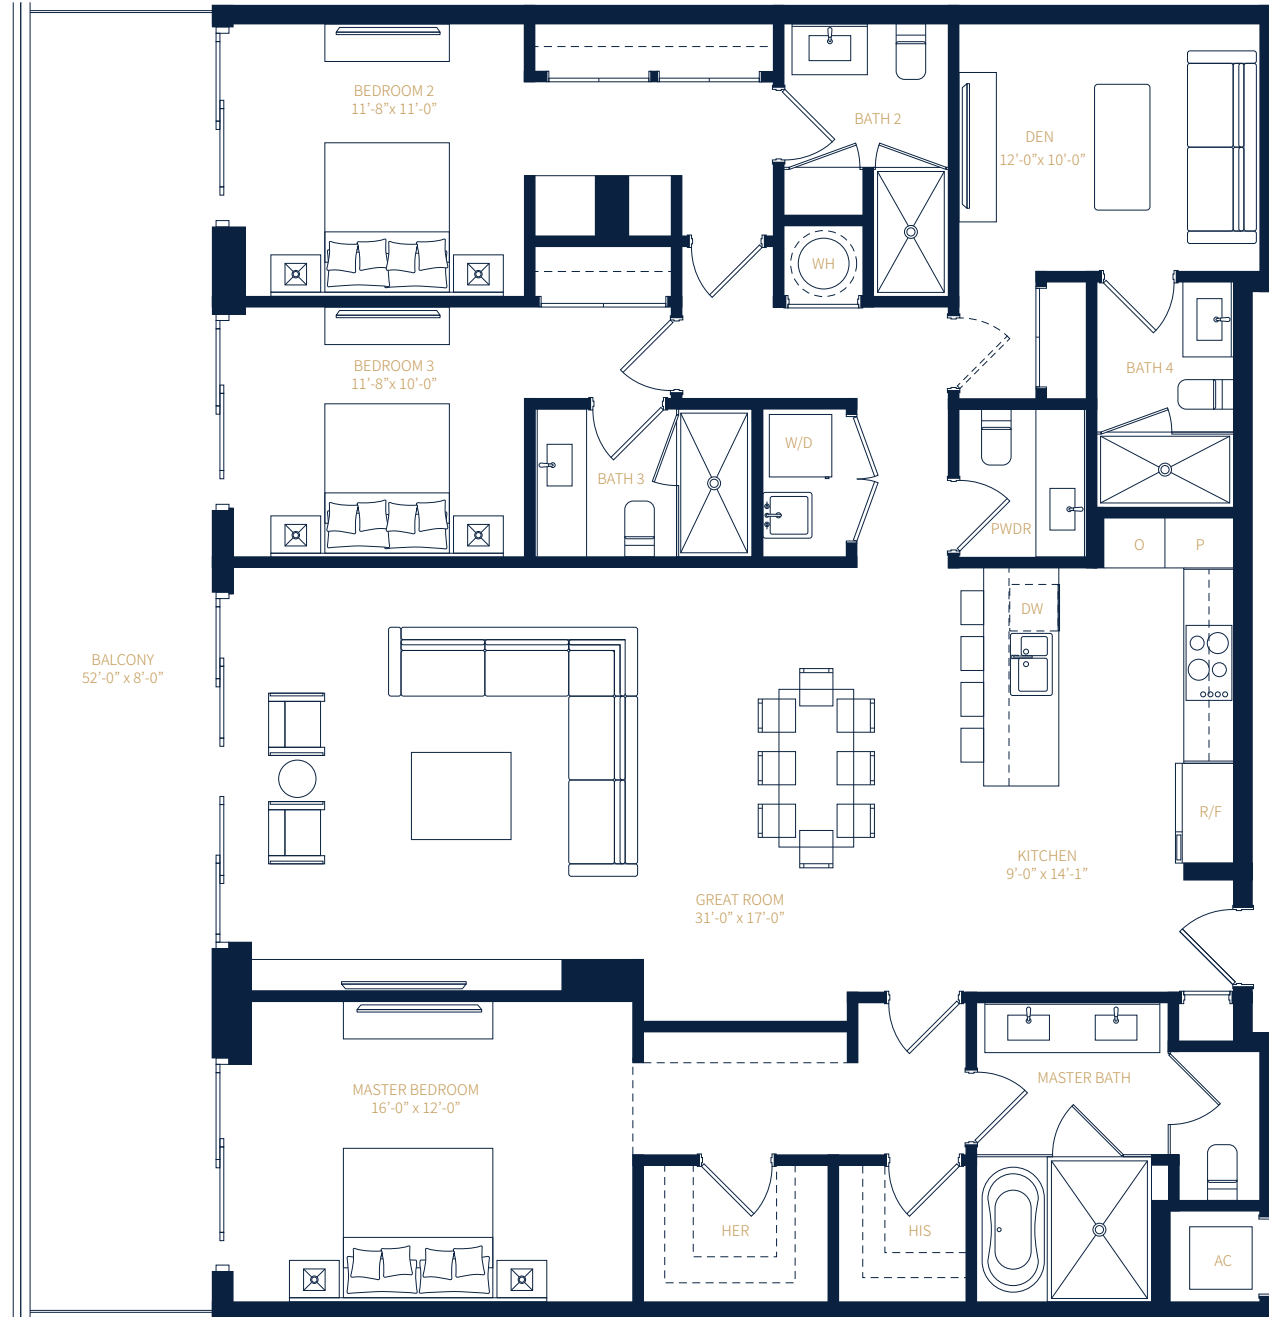 BEDROOM 2
11’-8”x 11’-0”
BATH 2
DEN
12’-0”x 10’-0”
WH
BEDROOM 3
11’-8”x 10’-0”
BATH 4
W/D
BATH 3
PWDR
O
P
DW
BALCONY
52’-0” x 8’-0”
R/F
KITCHEN
9’-0” x 14’-1”
GREAT ROOM
31’-0” x 17’-0”
MASTER BEDROOM
16’-0” x 12’-0”
MASTER BATH
HER
HIS
AC